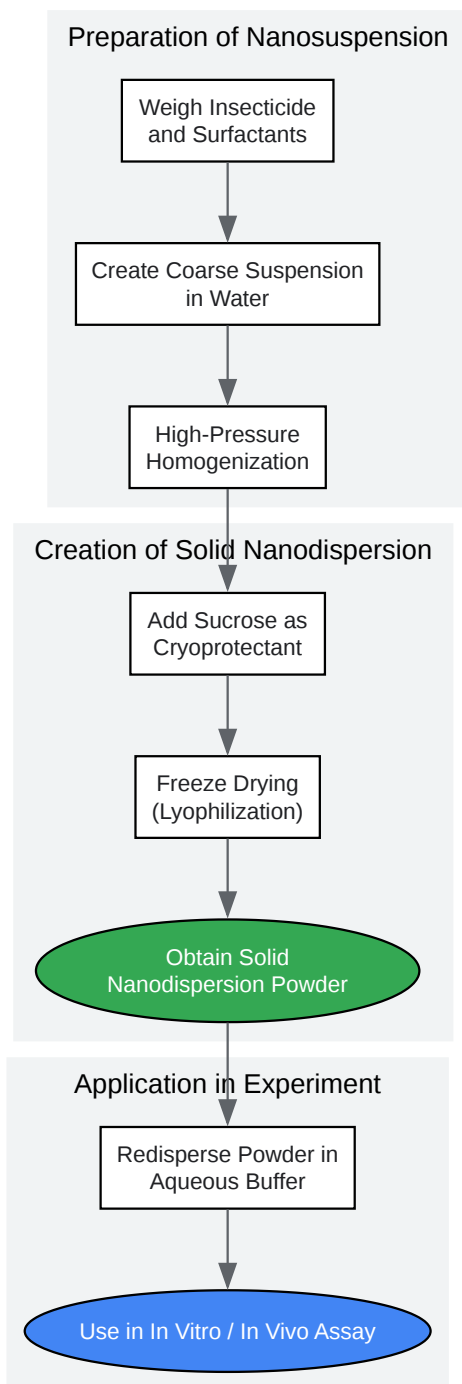 Preparation of Nanosuspension
Weigh Insecticide
and Surfactants
Create Coarse Suspension
in Water
High-Pressure
Homogenization
Creation of Solid Nanodispersion
Add Sucrose as
Cryoprotectant
Freeze Drying
(Lyophilization)
Obtain Solid
Nanodispersion Powder
Application in Experiment
Redisperse Powder in
Aqueous Buffer
Use in In Vitro / In Vivo Assay